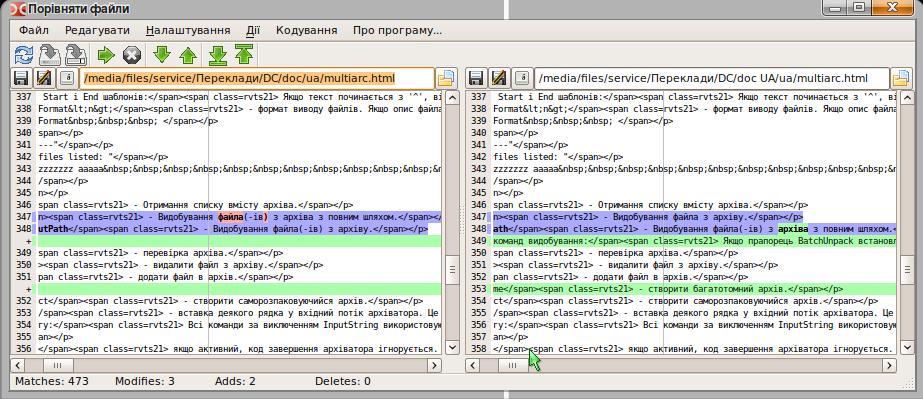 Порівняти файли
Файл Редагувати Налаштування Дії Кодування Про програму...
/media/files/service/Переклади/DC/doc/ua/multiarc.html
/media/files/service/Переклади/DC/doc UA/ua/multiarc.html
337 Start і End шаблонів:</span><span class=rvts21> Якщо текст починається з '^', ві
338 Format&lt;n&gt;</span><span class=rvts21> - формат виводу файлів. Якщо опис файла
339 Format&nbsp;&nbsp;&nbsp; </span></p>
340 span></p>
341 ---"</span></p>
342 files listed: "</span></p>
343 zzzzzzz aaaaa&nbsp;&nbsp;&nbsp;&nbsp;&nbsp;&nbsp;&nbsp;&nbsp;&nbsp;&nbsp;&nbsp
344 /span></p>
345 n></p>
346 span class=rvts21> - Отримання списку вмісту архіва.</span></p>
347 n><span class=rvts21> - Видобування файла(-ів) з архіва з повним шляхом.</span></
348 utPath</span><span class=rvts21> - Видобування файла(-ів) з архіву.</span></p>
+
349 span class=rvts21> - перевірка архіва.</span></p>
350 ><span class=rvts21> - видалити файл з архіву.</span></p>
351 pan class=rvts21> - додати файл в архів.</span></p>
+
352 ct</span><span class=rvts21> - створити саморозпаковуючийся архів.</span></p>
353 /span><span class=rvts21> - вставка деякого рядка у вхідний потік архіватора. Це
354 ry:</span><span class=rvts21> Всі команди за виключенням InputString використовую
355 an></p>
356 </span><span class=rvts21> якщо активний, код завершення архіватора ігнорується.
337 Start і End шаблонів:</span><span class=rvts21> Якщо текст починається з '^', ві
338 Format&lt;n&gt;</span><span class=rvts21> - формат виводу файлів. Якщо опис файла
339 Format&nbsp;&nbsp;&nbsp; </span></p>
340 span></p>
341 ---"</span></p>
342 files listed: "</span></p>
343 zzzzzzz aaaaa&nbsp;&nbsp;&nbsp;&nbsp;&nbsp;&nbsp;&nbsp;&nbsp;&nbsp;&nbsp;&nbsp
344 /span></p>
345 n></p>
346 span class=rvts21> - Отримання списку вмісту архіва.</span></p>
347 n><span class=rvts21> - Видобування файла з архіву.</span></p>
348 ath</span><span class=rvts21> - Видобування файла(-ів) з архіва з повним шляхом.<
349 команд видобування:</span><span class=rvts21> Якщо прапорець BatchUnpack встановл
350 span class=rvts21> - перевірка архіва.</span></p>
351 ><span class=rvts21> - видалити файл з архіву.</span></p>
352 pan class=rvts21> - додати файл в архів.</span></p>
353 me</span><span class=rvts21> - створити багатотомний архів.</span></p>
354 ct</span><span class=rvts21> - створити саморозпаковуючийся архів.</span></p>
355 /span><span class=rvts21> - вставка деякого рядка у вхідний потік архіватора. Це
356 ry:</span><span class=rvts21> Всі команди за виключенням InputString використовую
357 an></p>
358 </span><span class=rvts21> якщо активний, код завершення архіватора ігнорується.
Matches: 473 Modifies: 3 Adds: 2 Deletes: 0